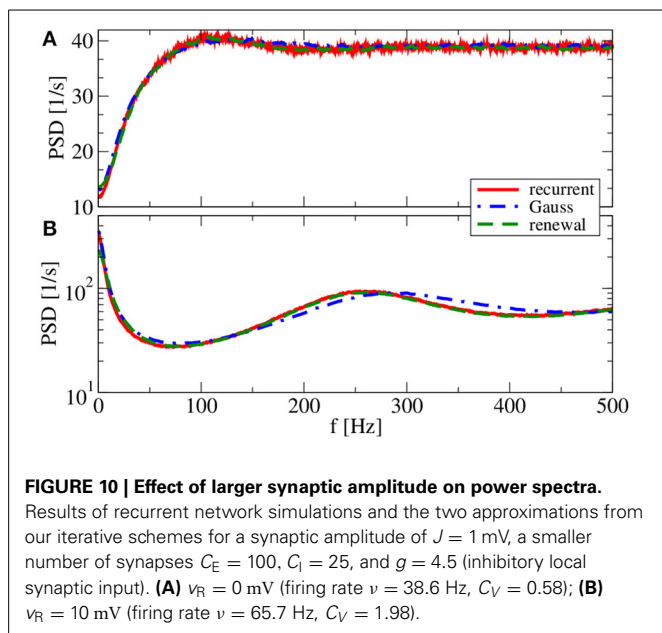 A
40
30
20
10
PSD [1/s]
recurrent
Gauss
renewal
B
10²
10¹
PSD [1/s]
0 100 200 300 400 500
f [Hz]
FIGURE 10 | Effect of larger synaptic amplitude on power spectra.
Results of recurrent network simulations and the two approximations from
our iterative schemes for a synaptic amplitude of J = 1 mV, a smaller
number of synapses C_E = 100, C_I = 25, and g = 4.5 (inhibitory local
synaptic input). (A) v_R = 0 mV (firing rate ν = 38.6 Hz, C_V = 0.58); (B)
v_R = 10 mV (firing rate ν = 65.7 Hz, C_V = 1.98).